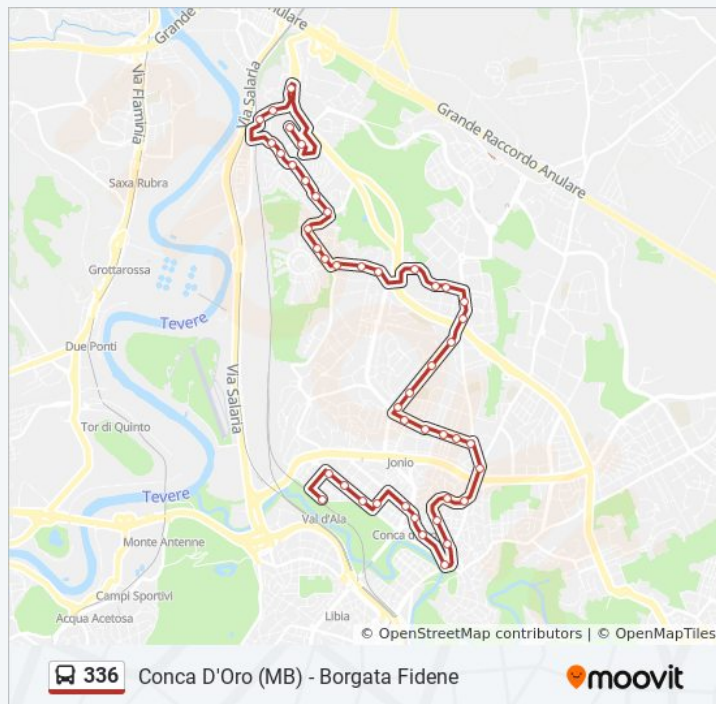 Grande
Anulare
Via Salaria
Via Flaminia
Grande Raccordo Anulare
Saxa Rubra
Grottarossa
Tevere
Due Ponti
Via Salaria
Tor di Quinto
Jonio
Tevere
Val d'Ala
Conca d
Monte Antenne
Campi Sportivi
Acqua Acetosa
Libia
© OpenStreetMap contributors | © OpenMapTiles
336 Conca D'Oro (MB) - Borgata Fidene
moovit